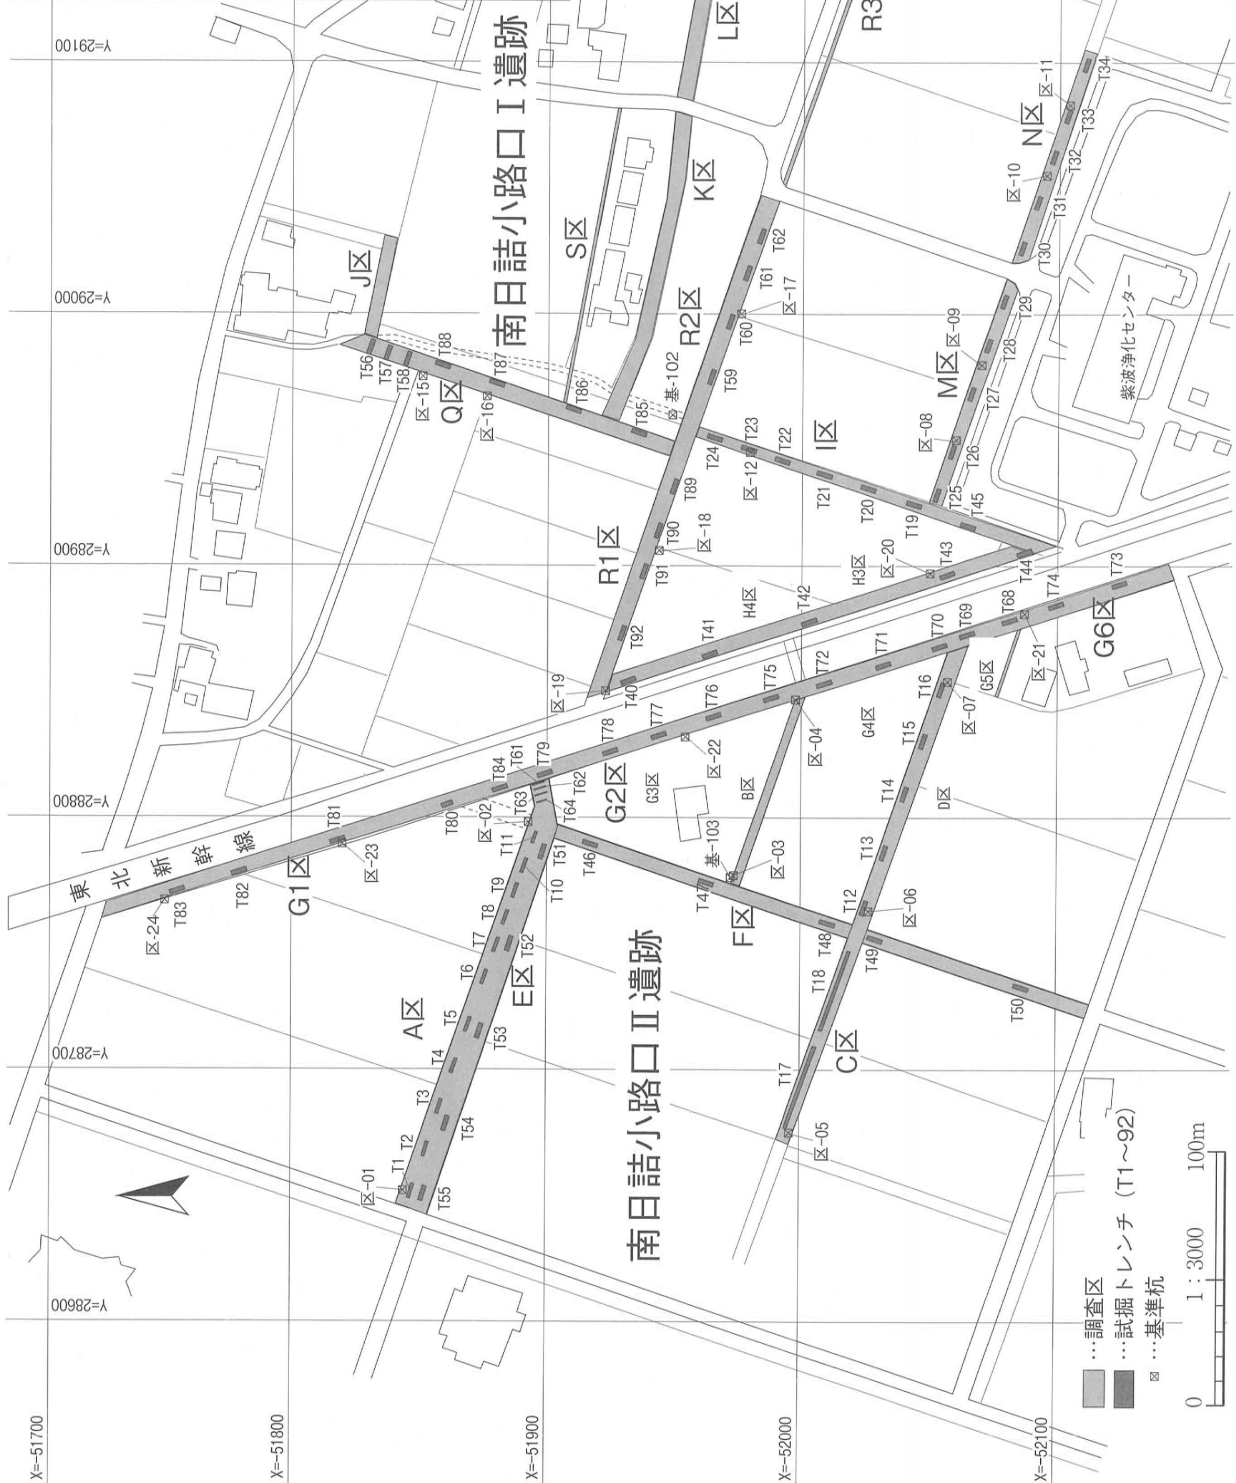 X=-51700
X=-51800
X=-51900
X=-52000
X=-52100
Y=28600
Y=28700
Y=28800
Y=28900
Y=29000
Y=29100
南日詰小路口 I 遺跡
南日詰小路口 II 遺跡
東北新幹線
紫波浄化センター
A区
B区
C区
D区
E区
F区
G1区
G2区
G3区
G4区
G5区
G6区
H3区
H4区
I区
J区
K区
L区
M区
N区
Q区
R1区
R2区
R3
S区
区-01
区-02
区-03
区-04
区-05
区-06
区-07
区-08
区-09
区-10
区-11
区-12
区-15
区-16
区-17
区-18
区-19
区-20
区-21
区-22
区-23
区-24
基-102
基-103
T1
T2
T3
T4
T5
T6
T7
T8
T9
T10
T11
T12
T13
T14
T15
T16
T17
T18
T19
T20
T21
T22
T23
T24
T25
T26
T27
T28
T29
T30
T31
T32
T33
T34
T40
T41
T42
T43
T44
T45
T46
T47
T48
T49
T50
T51
T52
T53
T54
T55
T56
T57
T58
T59
T60
T61
T62
T61
T62
T63
T64
T68
T69
T70
T71
T72
T73
T74
T75
T76
T77
T78
T79
T80
T81
T82
T83
T84
T85
T86
T87
T88
T89
T90
T91
T92
…調査区
…試掘トレンチ（T1～92）
…基準杭
0 1：3000 100m